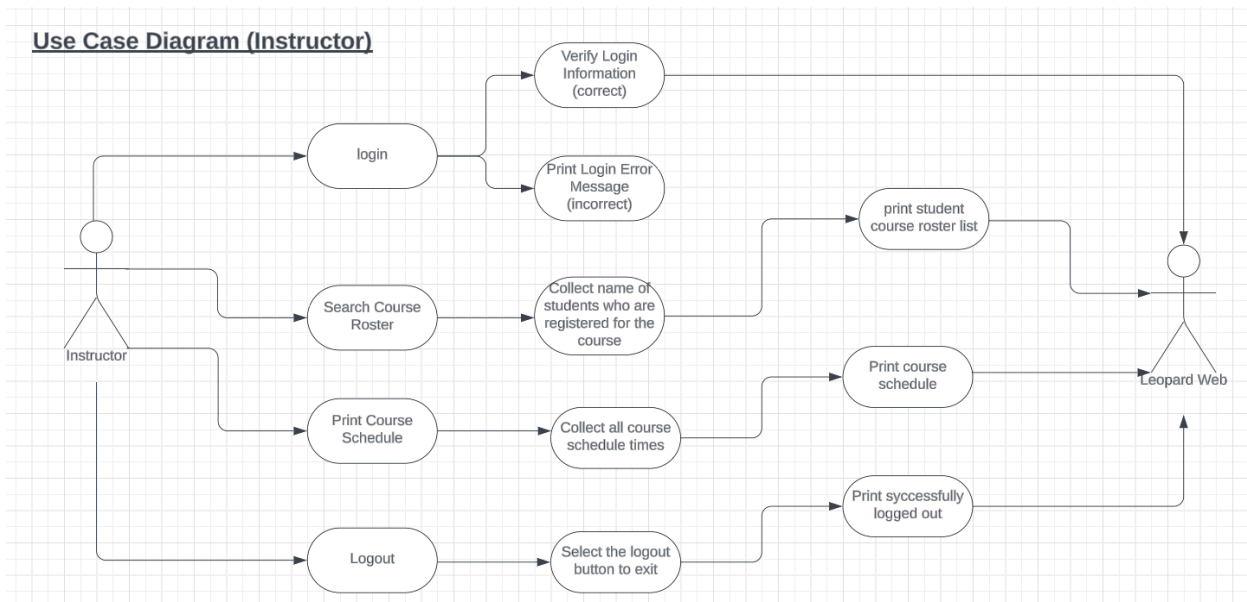 Use Case Diagram (Instructor)
Verify Login
Information
(correct)
login
Print Login Error
Message
(incorrect)
print student
course roster list
Search Course
Roster
Collect name of
students who are
registered for the
course
Instructor
Print course
schedule
Leopard Web
Print Course
Schedule
Collect all course
schedule times
Print syccessfully
logged out
Logout
Select the logout
button to exit